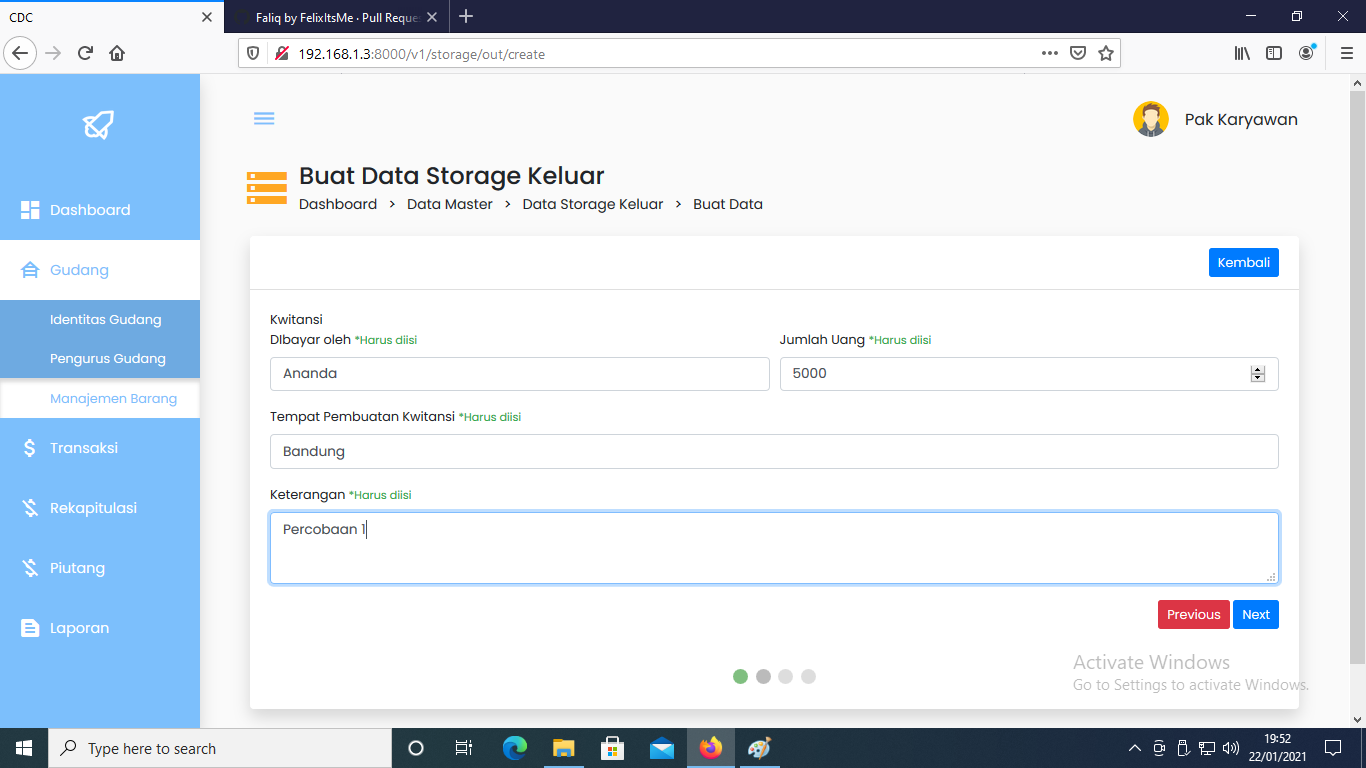 CDC
Faliq by FelixItsMe · Pull Reque
192.168.1.3:8000/v1/storage/out/create
Pak Karyawan
Buat Data Storage Keluar
Dashboard > Data Master > Data Storage Keluar > Buat Data
Dashboard
Gudang
Identitas Gudang
Pengurus Gudang
Manajemen Barang
Transaksi
Rekapitulasi
Piutang
Laporan
Kembali
Kwitansi
DIbayar oleh *Harus diisi
Jumlah Uang *Harus diisi
Ananda
5000
Tempat Pembuatan Kwitansi *Harus diisi
Bandung
Keterangan *Harus diisi
Percobaan 1
Previous
Next
Activate Windows
Go to Settings to activate Windows.
Type here to search
19:52
22/01/2021